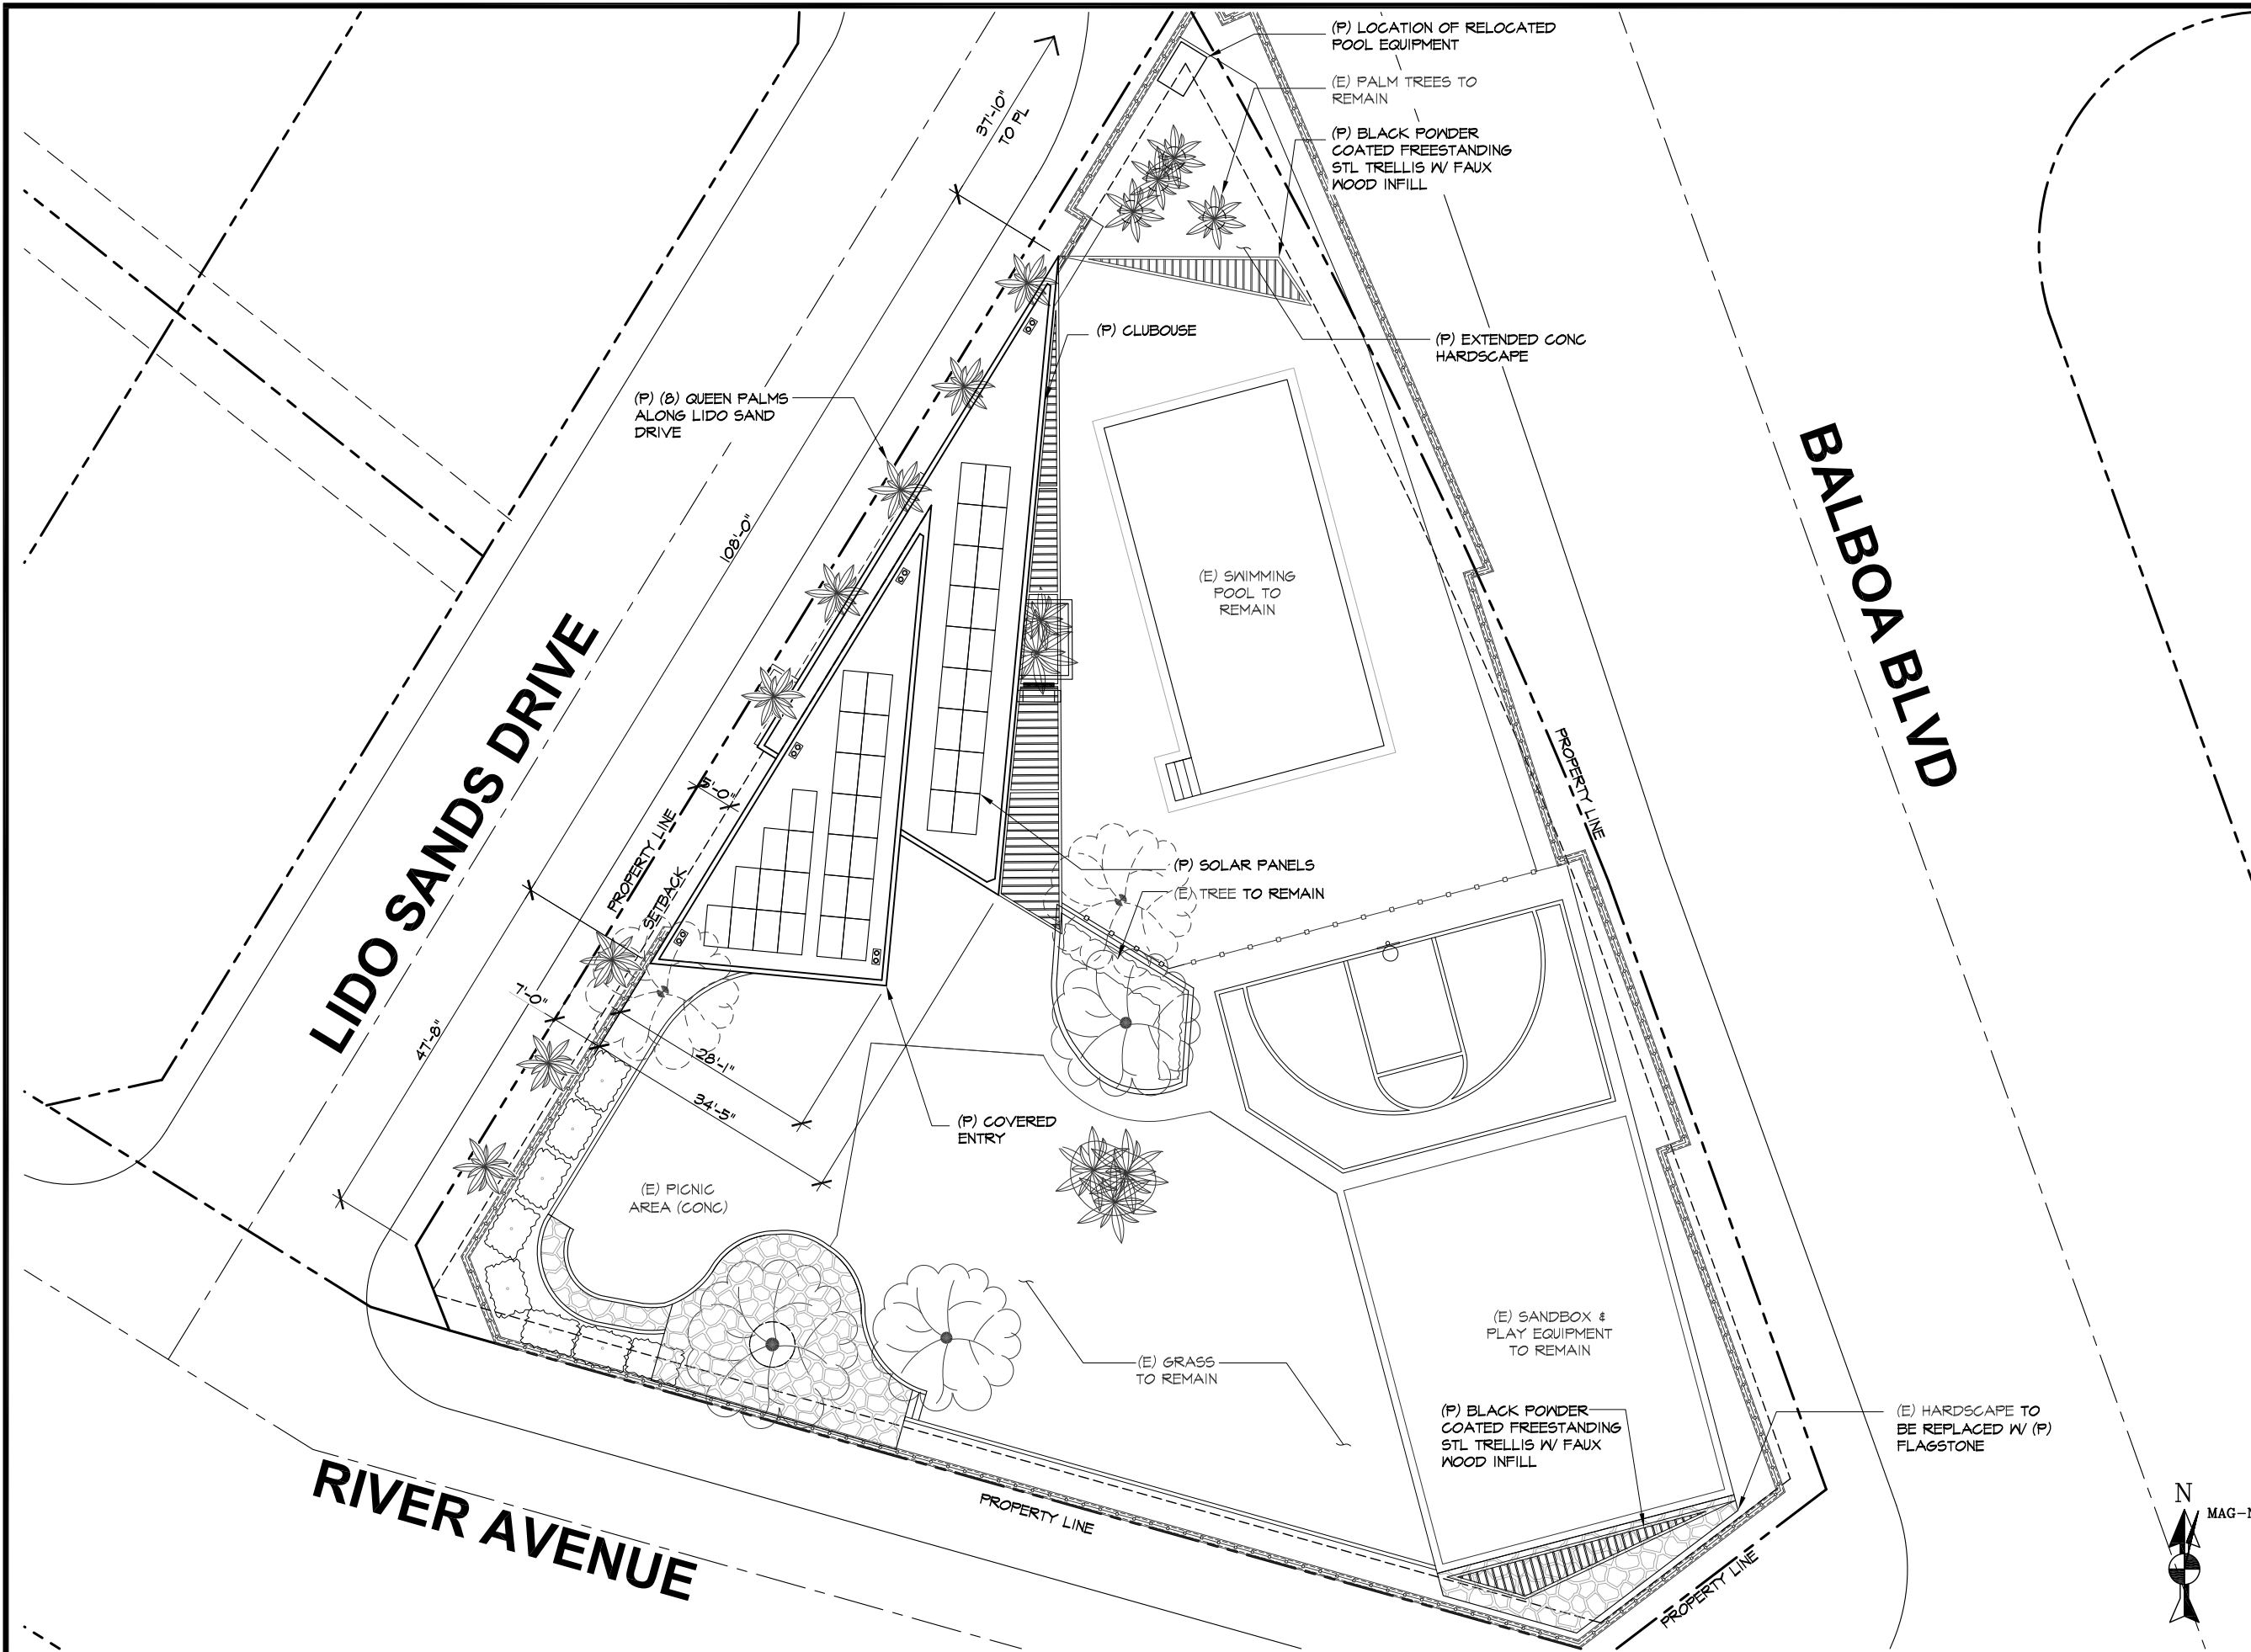 (P) LOCATION OF RELOCATED
POOL EQUIPMENT
(E) PALM TREES TO
REMAIN
(P) BLACK POWDER
COATED FREESTANDING
STL TRELLIS W/ FAUX
WOOD INFILL
37'-10"
TO PL
(P) CLUBOUSE
(P) EXTENDED CONC
HARDSCAPE
(P) (8) QUEEN PALMS
ALONG LIDO SAND
DRIVE
108'-0"
(E) SWIMMING
POOL TO
REMAIN
BALBOA BLVD
LIDO SANDS DRIVE
5'-0"
PROPERTY LINE
SETBACK
PROPERTY LINE
(P) SOLAR PANELS
(E) TREE TO REMAIN
7'-0"
47'-8"
28'-1"
34'-5"
(P) COVERED
ENTRY
(E) PICNIC
AREA (CONC)
(E) SANDBOX &
PLAY EQUIPMENT
TO REMAIN
(E) GRASS
TO REMAIN
(P) BLACK POWDER
COATED FREESTANDING
STL TRELLIS W/ FAUX
WOOD INFILL
(E) HARDSCAPE TO
BE REPLACED W/ (P)
FLAGSTONE
RIVER AVENUE
PROPERTY LINE
PROPERTY LINE
N
MAG-N